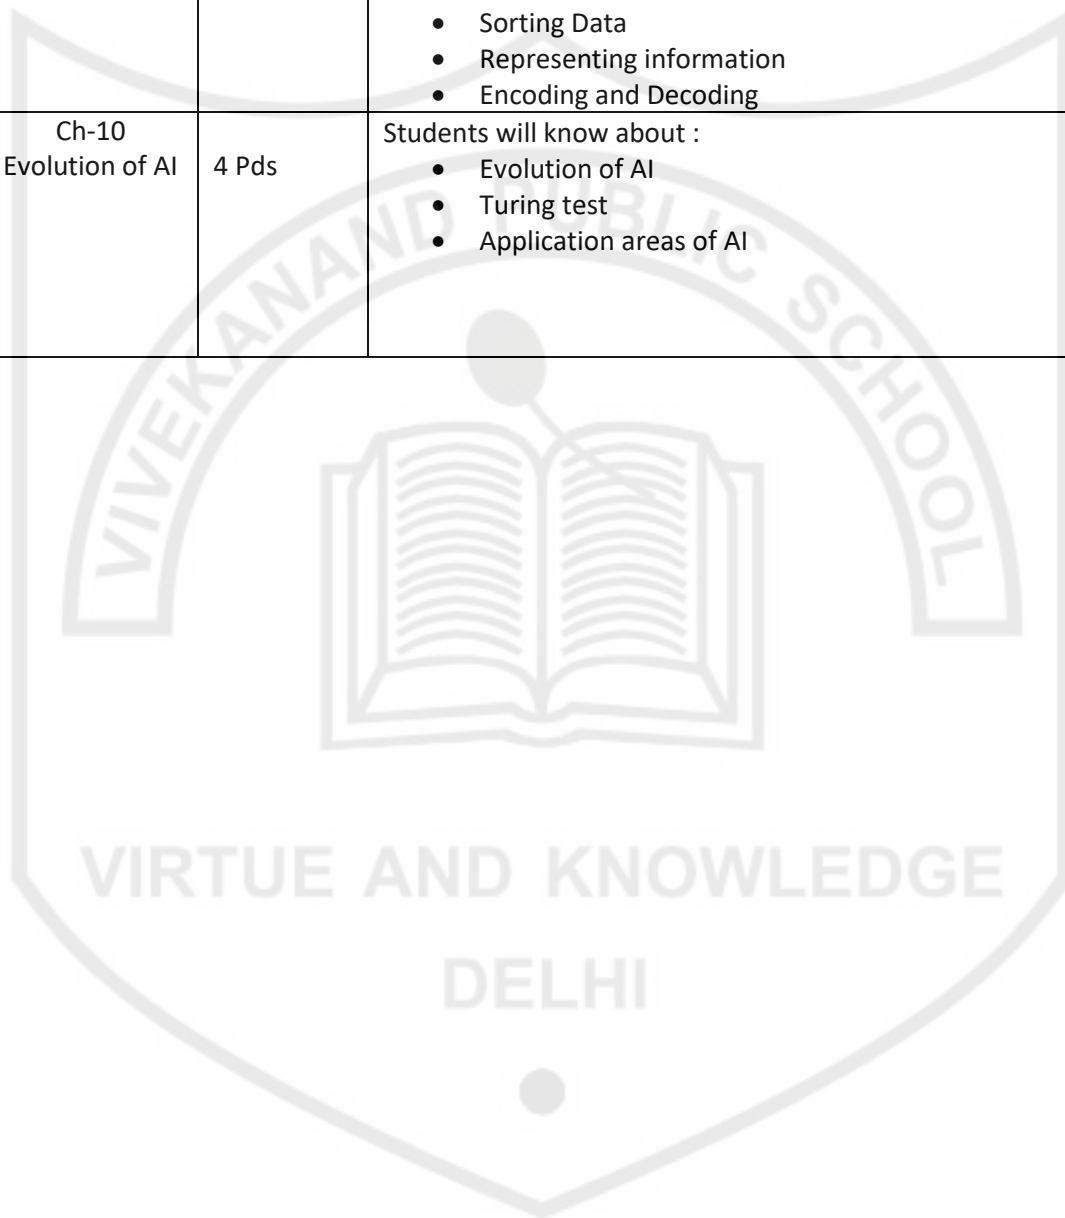 • Sorting Data
• Representing information
• Encoding and Decoding
Ch-10
Evolution of AI
4 Pds
Students will know about :
• Evolution of AI
• Turing test
• Application areas of AI
VIVEKANAND PUBLIC SCHOOL
VIRTUE AND KNOWLEDGE
DELHI